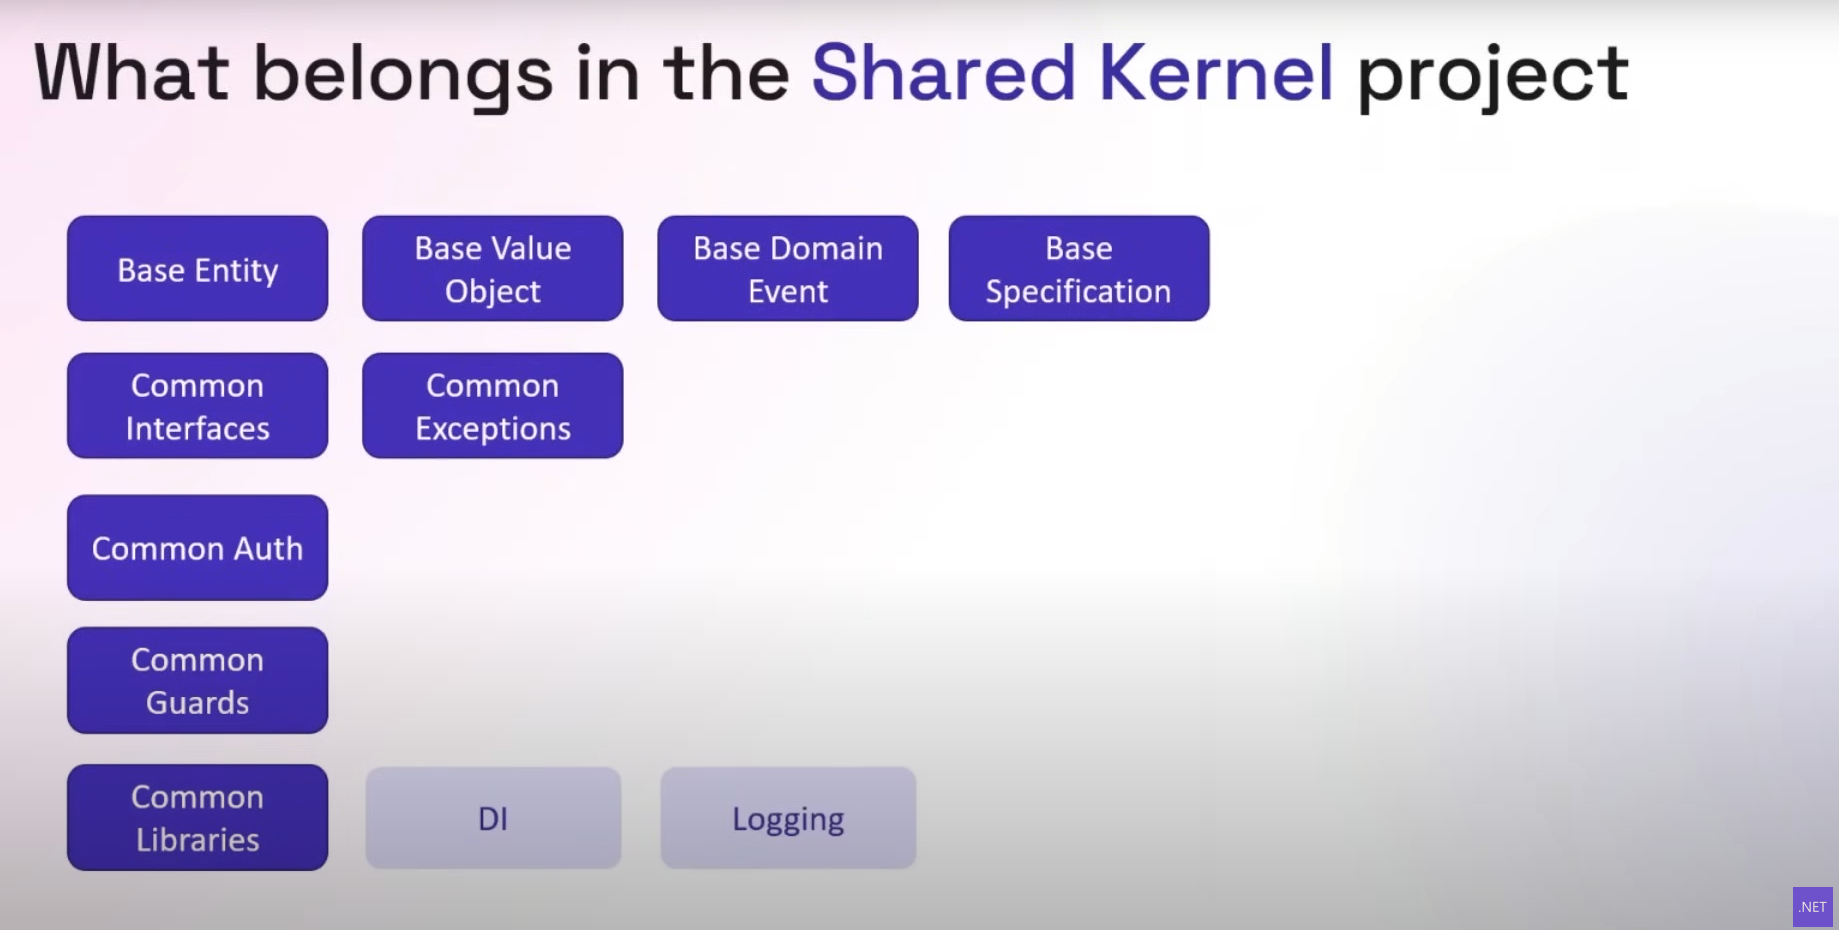 What belongs in the Shared Kernel project
Base Entity
Base Value
Object
Base Domain
Event
Base
Specification
Common
Interfaces
Common
Exceptions
Common Auth
Common
Guards
Common
Libraries
DI
Logging
.NET